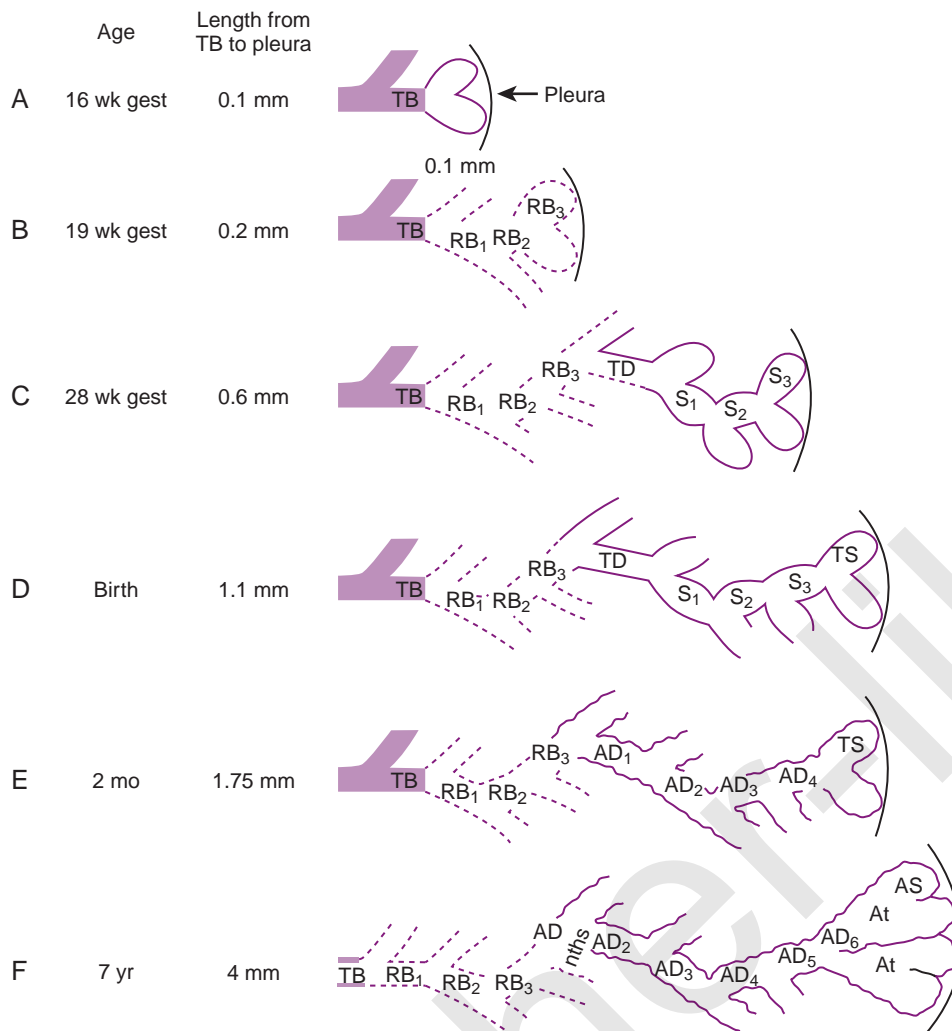 Age
Length from
TB to pleura
A 16 wk gest 0.1 mm TB Pleura
0.1 mm
B 19 wk gest 0.2 mm TB RB1 RB2 RB3
C 28 wk gest 0.6 mm TB RB1 RB2 RB3 TD S1 S2 S3
D Birth 1.1 mm TB RB1 RB2 RB3 TD S1 S2 S3 TS
E 2 mo 1.75 mm TB RB1 RB2 RB3 AD1 AD2 AD3 AD4 TS
F 7 yr 4 mm TB RB1 RB2 RB3 AD nths AD2 AD3 AD4 AD5 AD6 At At AS